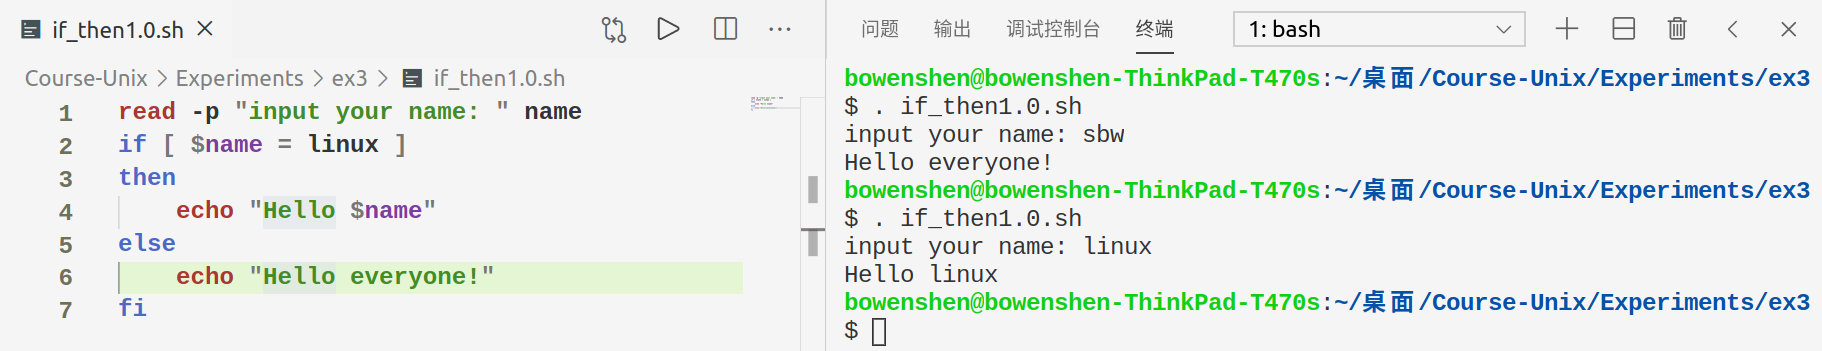 if_then1.0.sh
Course-Unix > Experiments > ex3 > if_then1.0.sh
1 read -p "input your name: " name
2 if [ $name = linux ]
3 then
4     echo "Hello $name"
5 else
6     echo "Hello everyone!"
7 fi
问题 输出 调试控制台 终端 1: bash
bowenshen@bowenshen-ThinkPad-T470s:~/桌面/Course-Unix/Experiments/ex3
$ . if_then1.0.sh
input your name: sbw
Hello everyone!
bowenshen@bowenshen-ThinkPad-T470s:~/桌面/Course-Unix/Experiments/ex3
$ . if_then1.0.sh
input your name: linux
Hello linux
bowenshen@bowenshen-ThinkPad-T470s:~/桌面/Course-Unix/Experiments/ex3
$